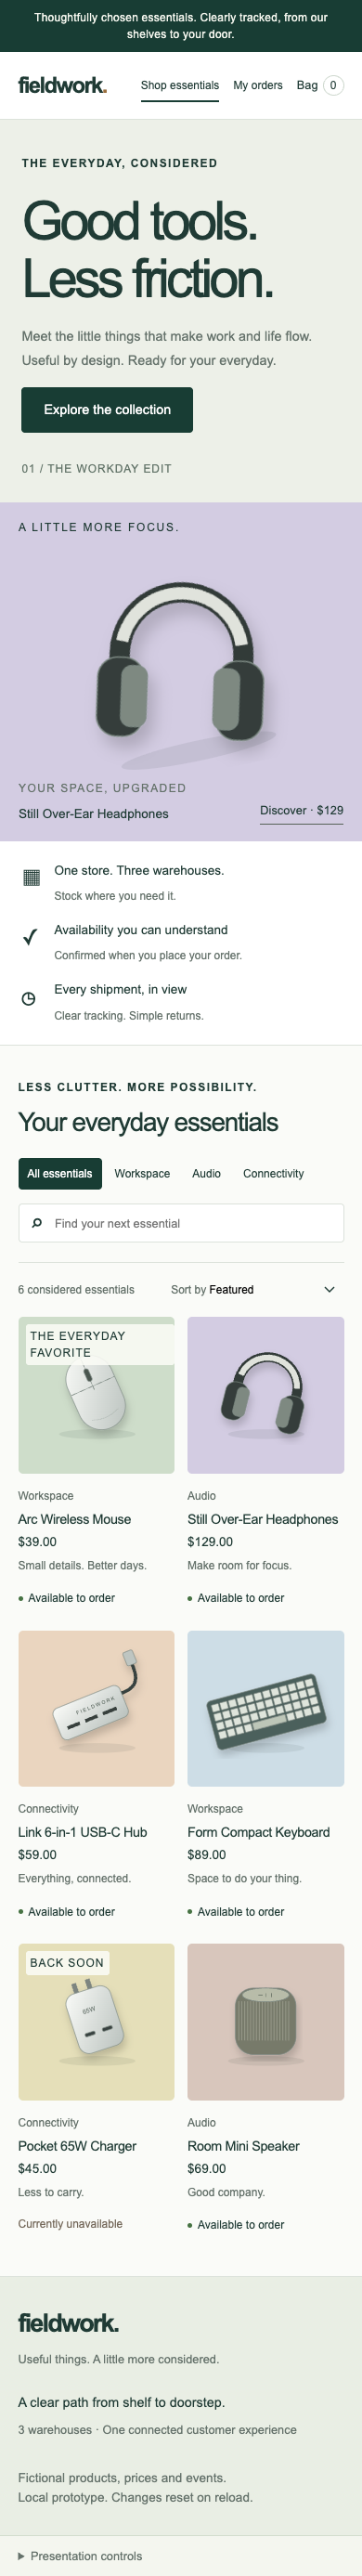 Thoughtfully chosen essentials. Clearly tracked, from our
shelves to your door.
fieldwork.
Shop essentials My orders Bag 0
THE EVERYDAY, CONSIDERED
Good tools.
Less friction.
Meet the little things that make work and life flow.
Useful by design. Ready for your everyday.
Explore the collection
01 / THE WORKDAY EDIT
A LITTLE MORE FOCUS.
YOUR SPACE, UPGRADED
Still Over-Ear Headphones
Discover · $129
One store. Three warehouses.
Stock where you need it.
Availability you can understand
Confirmed when you place your order.
Every shipment, in view
Clear tracking. Simple returns.
LESS CLUTTER. MORE POSSIBILITY.
Your everyday essentials
All essentials Workspace Audio Connectivity
Find your next essential
6 considered essentials
Sort by Featured
THE EVERYDAY
FAVORITE
Workspace
Arc Wireless Mouse
$39.00
Small details. Better days.
Available to order
Audio
Still Over-Ear Headphones
$129.00
Make room for focus.
Available to order
FIELDWORK
Connectivity
Link 6-in-1 USB-C Hub
$59.00
Everything, connected.
Available to order
Workspace
Form Compact Keyboard
$89.00
Space to do your thing.
Available to order
BACK SOON
65W
Connectivity
Pocket 65W Charger
$45.00
Less to carry.
Currently unavailable
Audio
Room Mini Speaker
$69.00
Good company.
Available to order
fieldwork.
Useful things. A little more considered.
A clear path from shelf to doorstep.
3 warehouses · One connected customer experience
Fictional products, prices and events.
Local prototype. Changes reset on reload.
Presentation controls